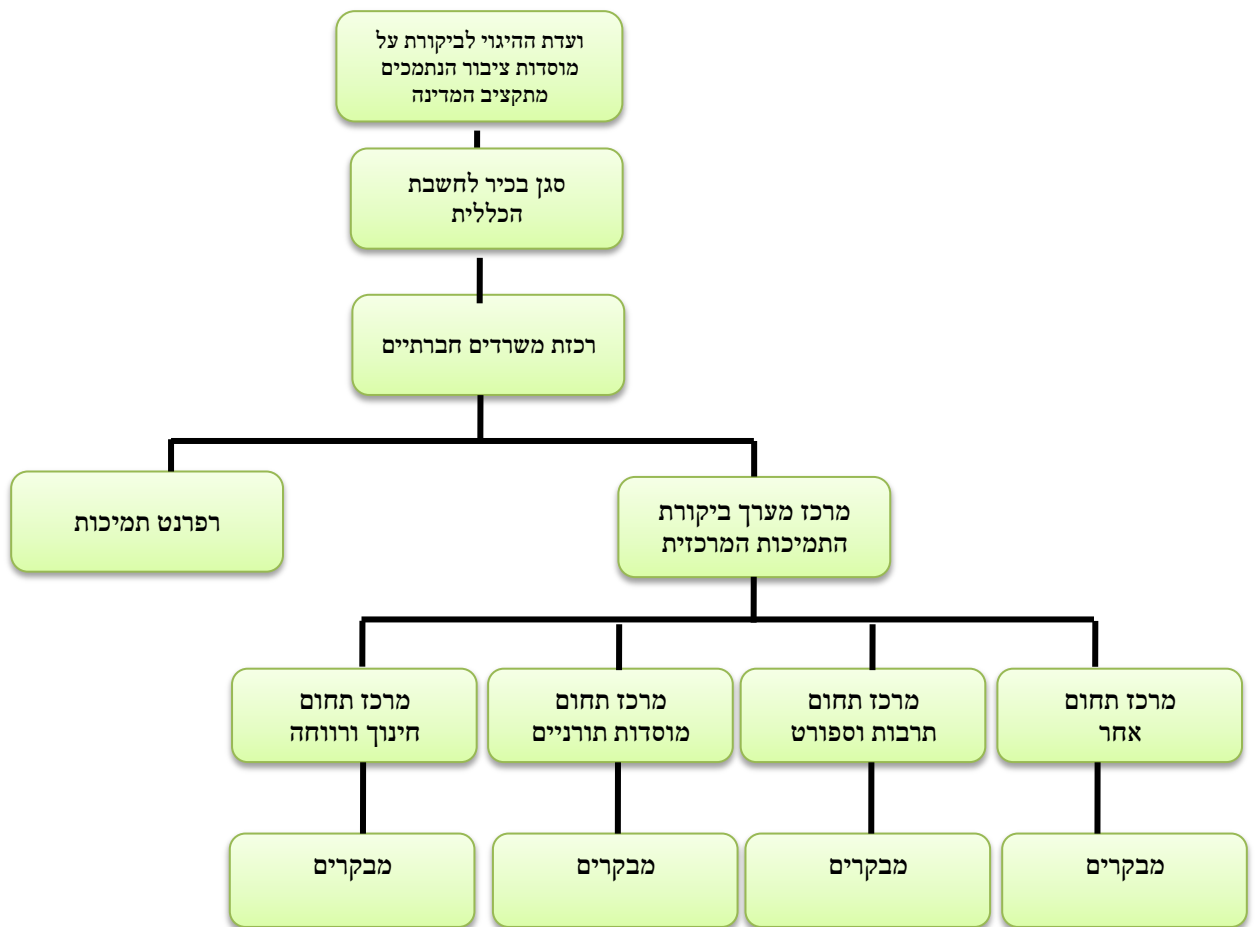 ועדת ההיגוי לביקורת על
מוסדות ציבור הנתמכים
מתקציב המדינה
סגן בכיר לחשבת
הכללית
רכזת משרדים חברתיים
מרכז מערך ביקורת
התמיכות המרכזית
רפרנט תמיכות
מרכז תחום
אחר
מרכז תחום
תרבות וספורט
מרכז תחום
מוסדות תורניים
מרכז תחום
חינוך ורווחה
מבקרים
מבקרים
מבקרים
מבקרים